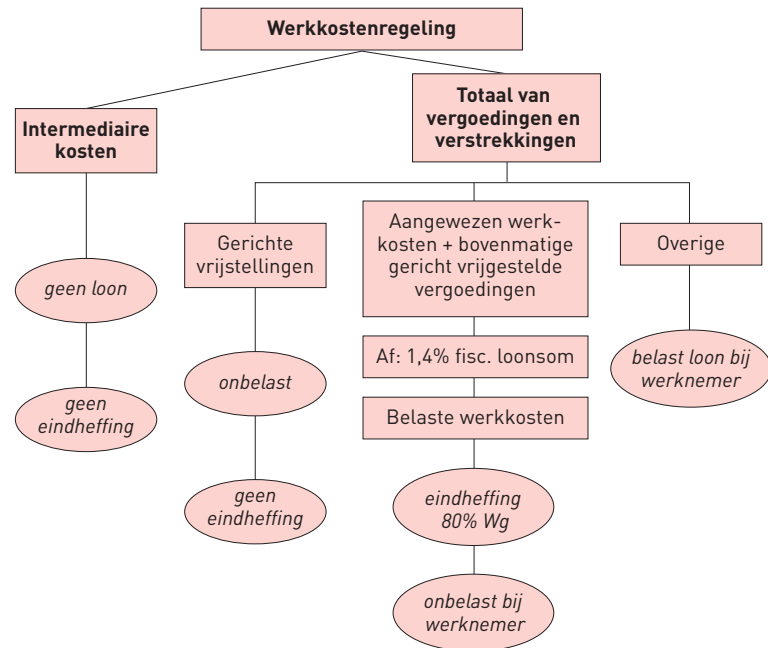 Werkkostenregeling
Intermediaire
kosten
Totaal van
vergoedingen en
verstrekkingen
geen loon
geen
eindheffing
Gerichte
vrijstellingen
onbelast
geen
eindheffing
Aangewezen werk-
kosten + bovenmatige
gericht vrijgestelde
vergoedingen
Af: 1,4% fisc. loonsom
Belaste werkkosten
eindheffing
80% Wg
onbelast bij
werknemer
Overige
belast loon bij
werknemer